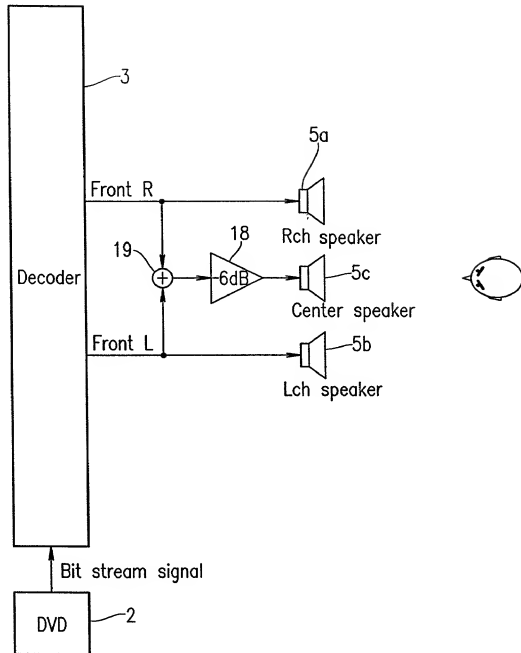 3
5a
Front R
Rch speaker
18
19
-6dB
5c
Decoder
Center speaker
Front L
5b
Lch speaker
Bit stream signal
DVD
2